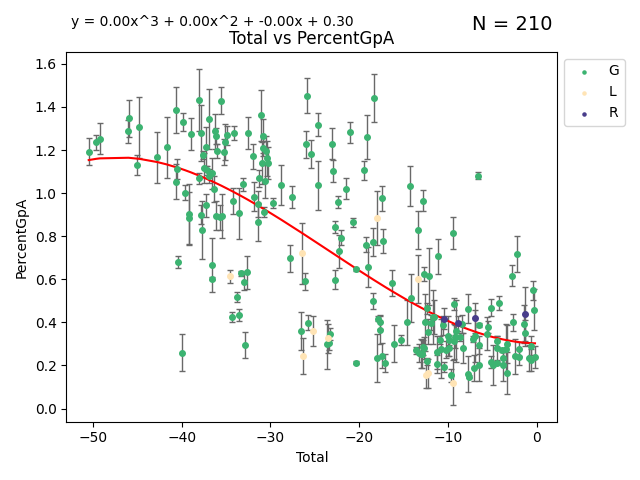 y = 0.00x^3 + 0.00x^2 + -0.00x + 0.30
N = 210
Total vs PercentGpA
1.6
1.4
1.2
1.0
0.8
0.6
0.4
0.2
0.0
PercentGpA
−50
−40
−30
−20
−10
0
Total
G
L
R